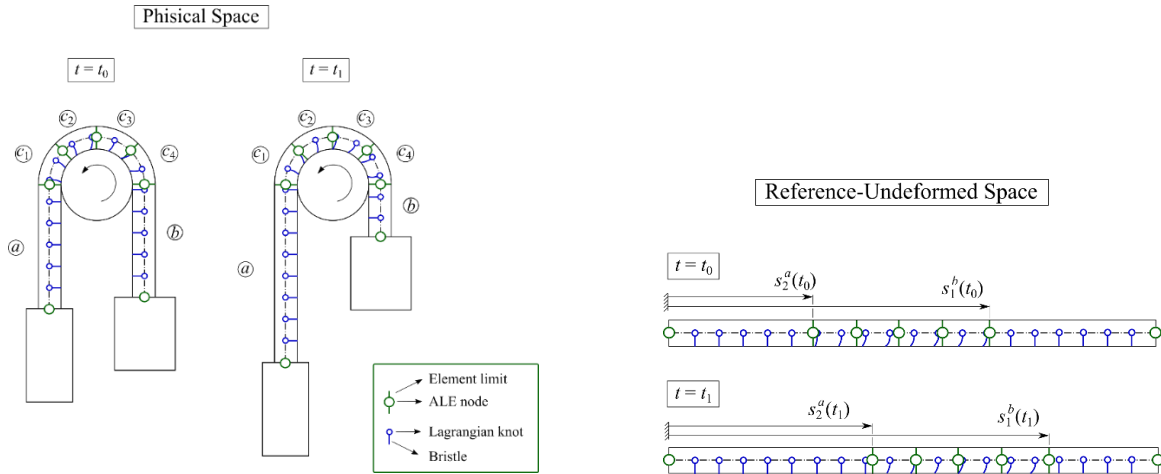 Phisical Space
t = t₀
t = t₁
c₂
c₃
c₁
c₄
a
b
c₂
c₃
c₁
c₄
b
a
Element limit
ALE node
Lagrangian knot
Bristle
Reference-Undeformed Space
t = t₀
s₂ᵃ(t₀)
s₁ᵇ(t₀)
t = t₁
s₂ᵃ(t₁)
s₁ᵇ(t₁)